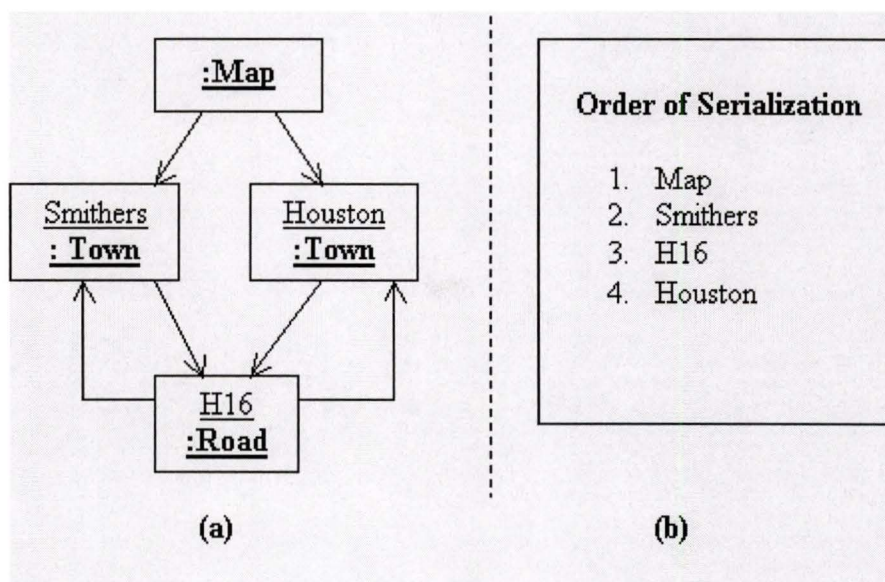 :Map
Smithers
: Town
Houston
:Town
H16
:Road
(a)
Order of Serialization
1. Map
2. Smithers
3. H16
4. Houston
(b)